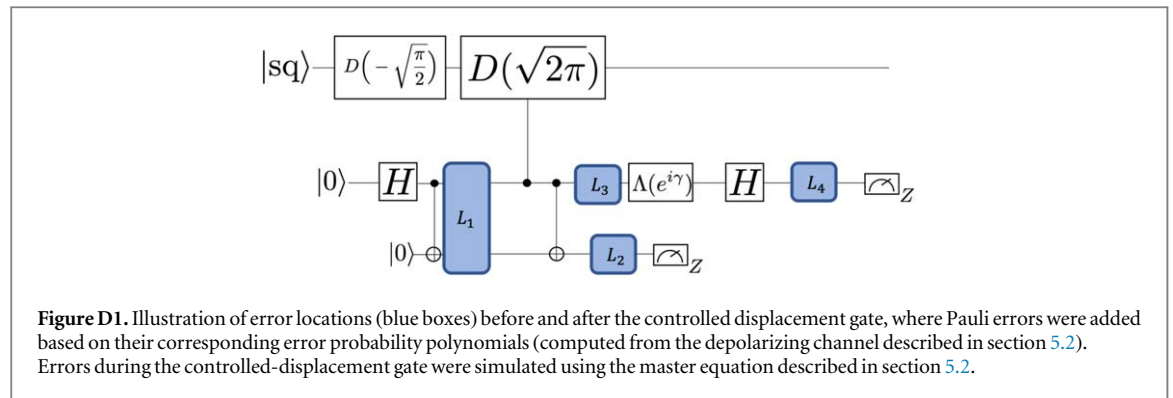 |sq⟩ D(−√(π/2)) D(√(2π))
|0⟩ H L₁ L₃ Λ(e^{iγ}) H L₄ Z
|0⟩ L₂ Z
Figure D1. Illustration of error locations (blue boxes) before and after the controlled displacement gate, where Pauli errors were added
based on their corresponding error probability polynomials (computed from the depolarizing channel described in section 5.2).
Errors during the controlled-displacement gate were simulated using the master equation described in section 5.2.